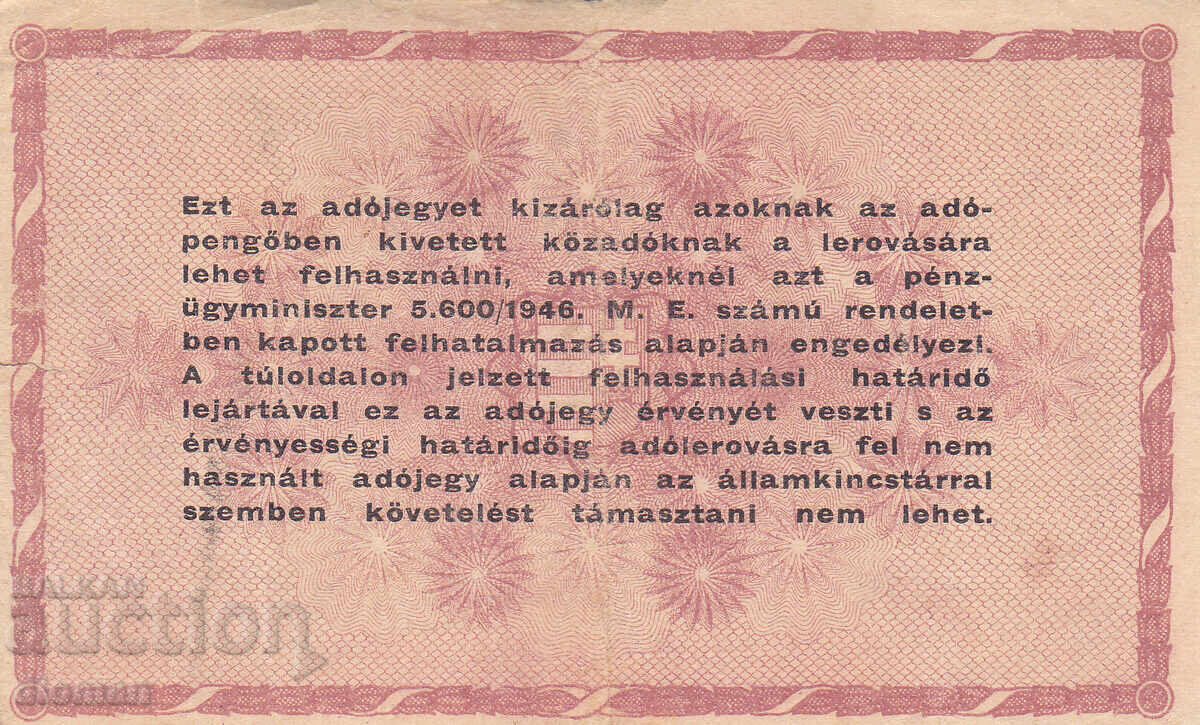 Ezt az adójegyet kizárólag azoknak az adó-
pengőben kivetett közadóknak a lerovására
lehet felhasználni, amelyeknél azt a pénz-
ügyminiszter 5.600/1946. M. E. számú rendelet-
ben kapott felhatalmazás alapján engedélyezi.
A túloldalon jelzett felhasználási határidő
lejártával ez az adójegy érvényét veszti s az
érvényességi határidőig adólerovásra fel nem
használt adójegy alapján az államkincstárral
szemben követelést támasztani nem lehet.
BALKAN
auction